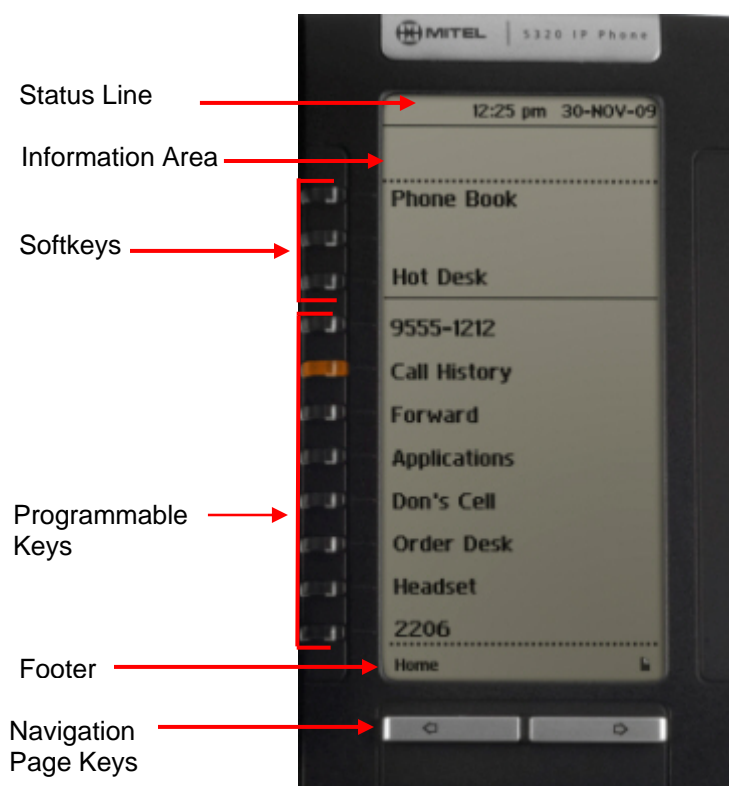 MITEL | 5320 IP Phone
Status Line
12:25 pm 30-NOV-09
Information Area
Phone Book
Softkeys
Hot Desk
9555-1212
Call History
Forward
Applications
Don's Cell
Programmable
Keys
Order Desk
Headset
2206
Footer
Home
Navigation
Page Keys